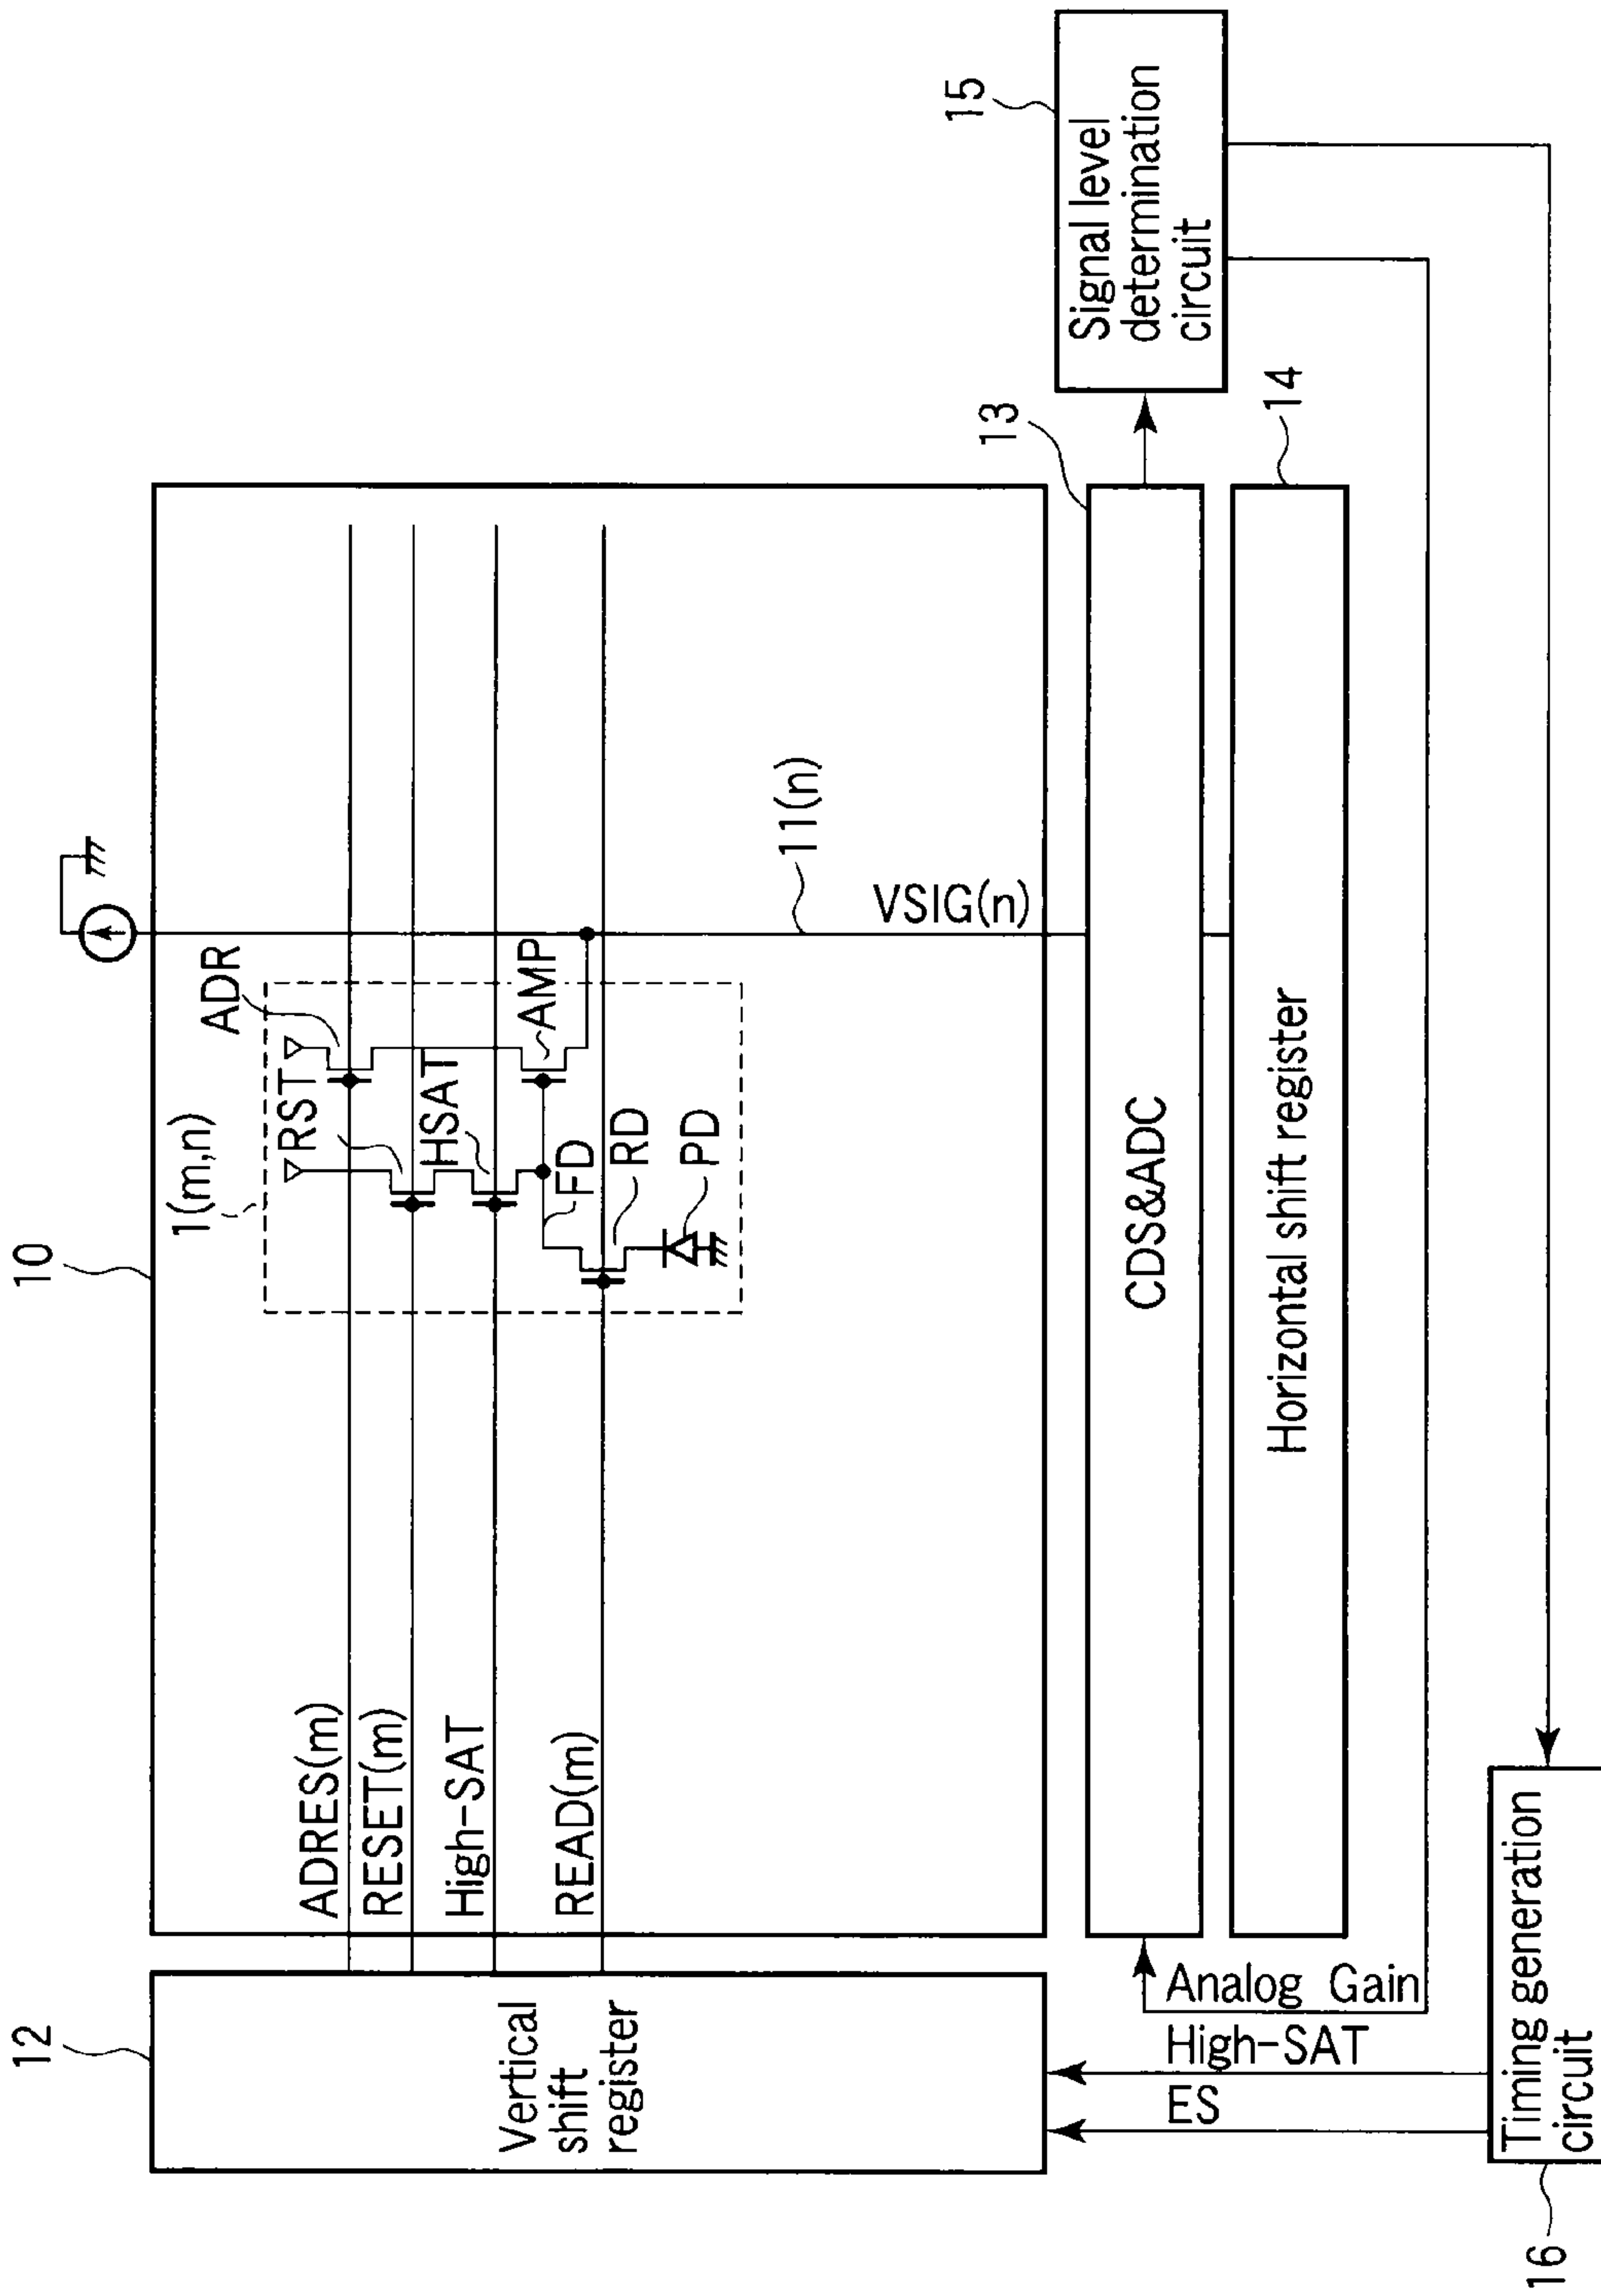 10
12
1(m,n)
ADR
RST
HSAT
AMP
FD
RD
PD
ADRES(m)
RESET(m)
High-SAT
READ(m)
Vertical
shift
register
11(n)
VSIG(n)
13
CDS&ADC
14
Horizontal shift register
15
Signal level
determination
circuit
Analog Gain
High-SAT
ES
Timing generation
circuit
16